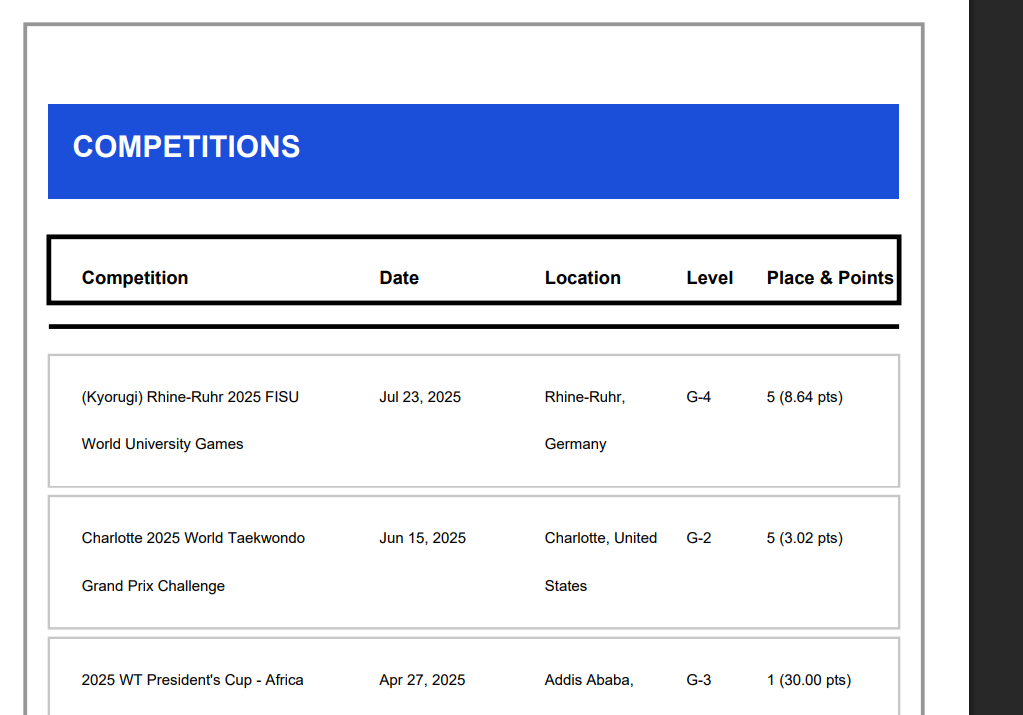 COMPETITIONS
Competition Date Location Level Place & Points
(Kyorugi) Rhine-Ruhr 2025 FISU Jul 23, 2025 Rhine-Ruhr, G-4 5 (8.64 pts)
World University Games Germany
Charlotte 2025 World Taekwondo Jun 15, 2025 Charlotte, United G-2 5 (3.02 pts)
Grand Prix Challenge States
2025 WT President's Cup - Africa Apr 27, 2025 Addis Ababa, G-3 1 (30.00 pts)